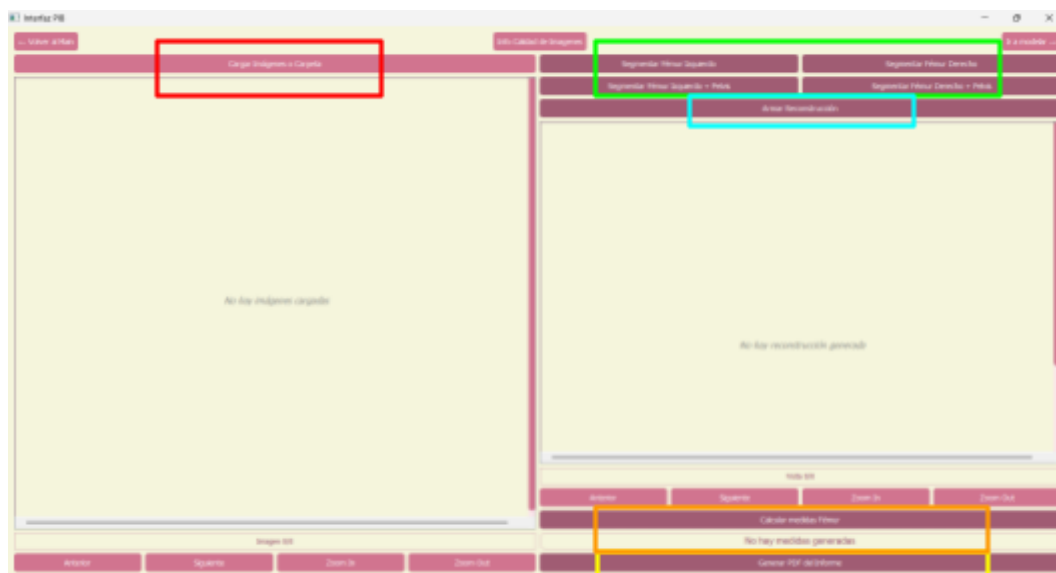 Interfaz PIB
← Volver al Main
Info Calidad de Imagenes
Ir a modelar →
Cargar Imágenes o Carpeta
Segmentar Fémur Izquierdo
Segmentar Fémur Derecho
Segmentar Fémur Izquierdo + Pelvis
Segmentar Fémur Derecho + Pelvis
Armar Reconstrucción
No hay imágenes cargadas
No hay reconstrucción generada
Vista 0/0
Anterior
Siguiente
Zoom In
Zoom Out
Calcular medidas Fémur
Imagen 0/0
No hay medidas generadas
Anterior
Siguiente
Zoom In
Zoom Out
Generar PDF del Informe